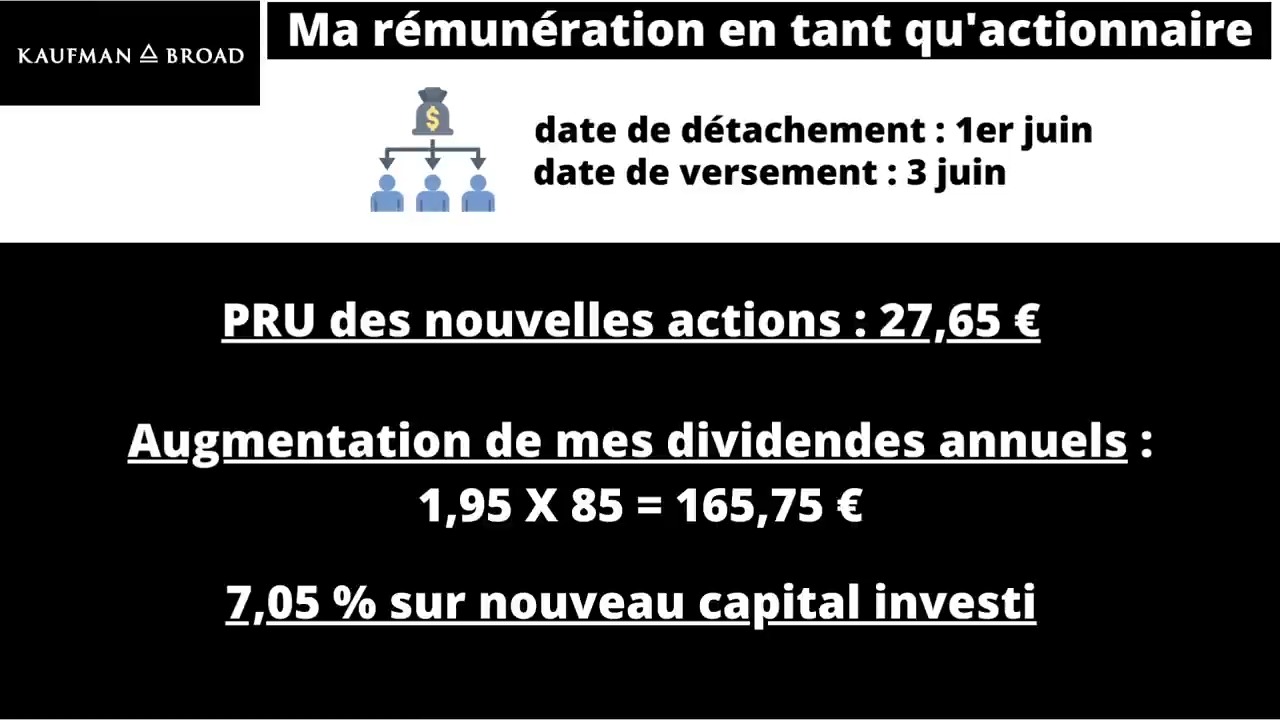 KAUFMAN BROAD
Ma rémunération en tant qu'actionnaire
$
date de détachement : 1er juin
date de versement : 3 juin
PRU des nouvelles actions : 27,65 €
Augmentation de mes dividendes annuels :
1,95 X 85 = 165,75 €
7,05 % sur nouveau capital investi